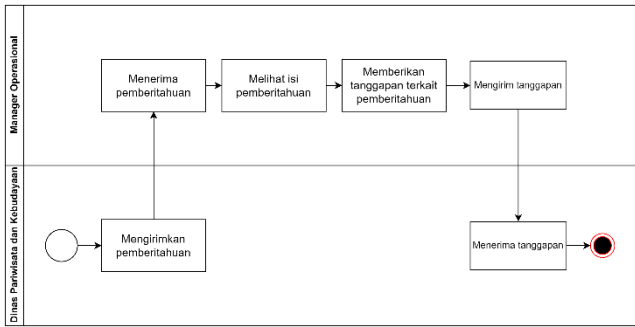 Manager Operasional
Menerima
pemberitahuan
Melihat isi
pemberitahuan
Memberikan
tanggapan terkait
pemberitahuan
Mengirim tanggapan
Dinas Pariwisata dan Kebudayaan
Mengirimkan
pemberitahuan
Menerima tanggapan